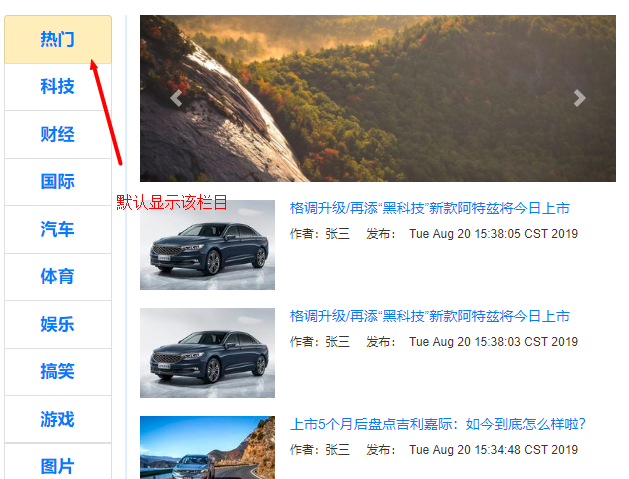 热门
科技
财经
国际
汽车
体育
娱乐
搞笑
游戏
图片
默认显示该栏目
格调升级/再添“黑科技”新款阿特兹将今日上市
作者：张三 发布： Tue Aug 20 15:38:05 CST 2019
格调升级/再添“黑科技”新款阿特兹将今日上市
作者：张三 发布： Tue Aug 20 15:38:03 CST 2019
上市5个月后盘点吉利嘉际：如今到底怎么样啦？
作者：张三 发布： Tue Aug 20 15:34:48 CST 2019